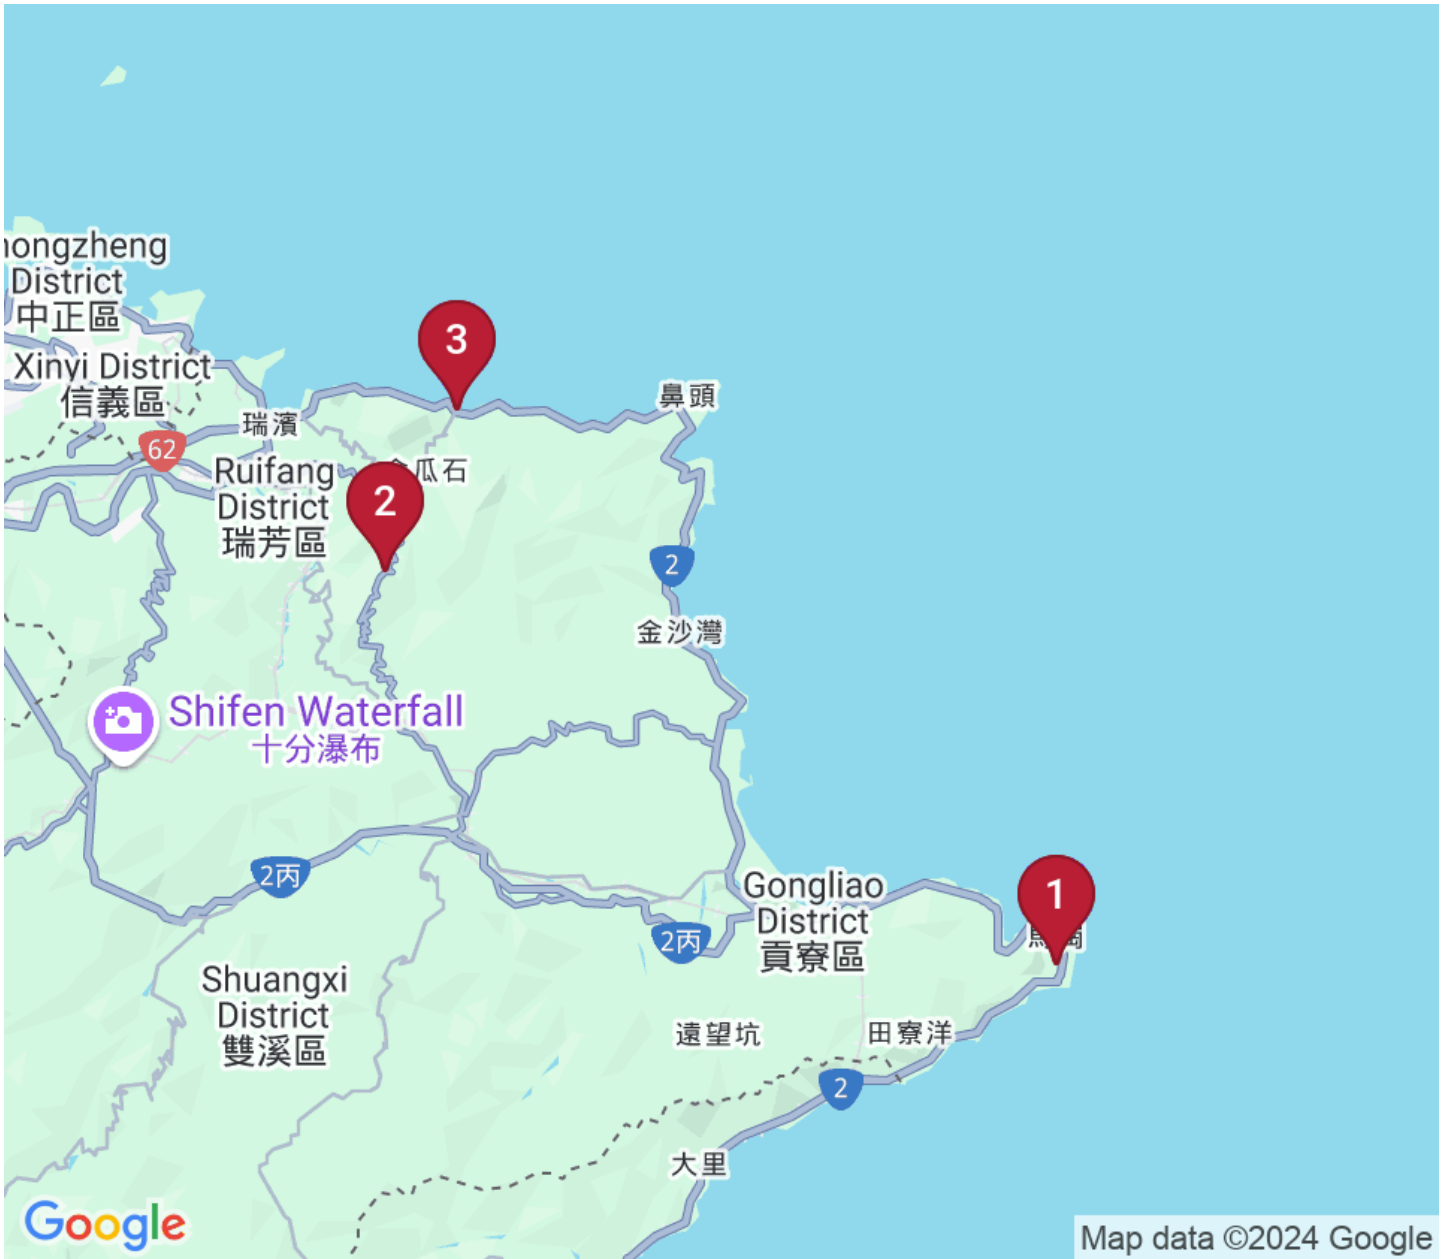 hongzheng
District
中正區
Xinyi District
信義區
3
鼻頭
瑞濱
62
瓜石
Ruifang
District
瑞芳區
2
2
金沙灣
Shifen Waterfall
十分瀑布
2丙
Gongliao
District
貢寮區
1
2丙
Shuangxi
District
雙溪區
遠望坑
田寮洋
2
大里
Google
Map data ©2024 Google